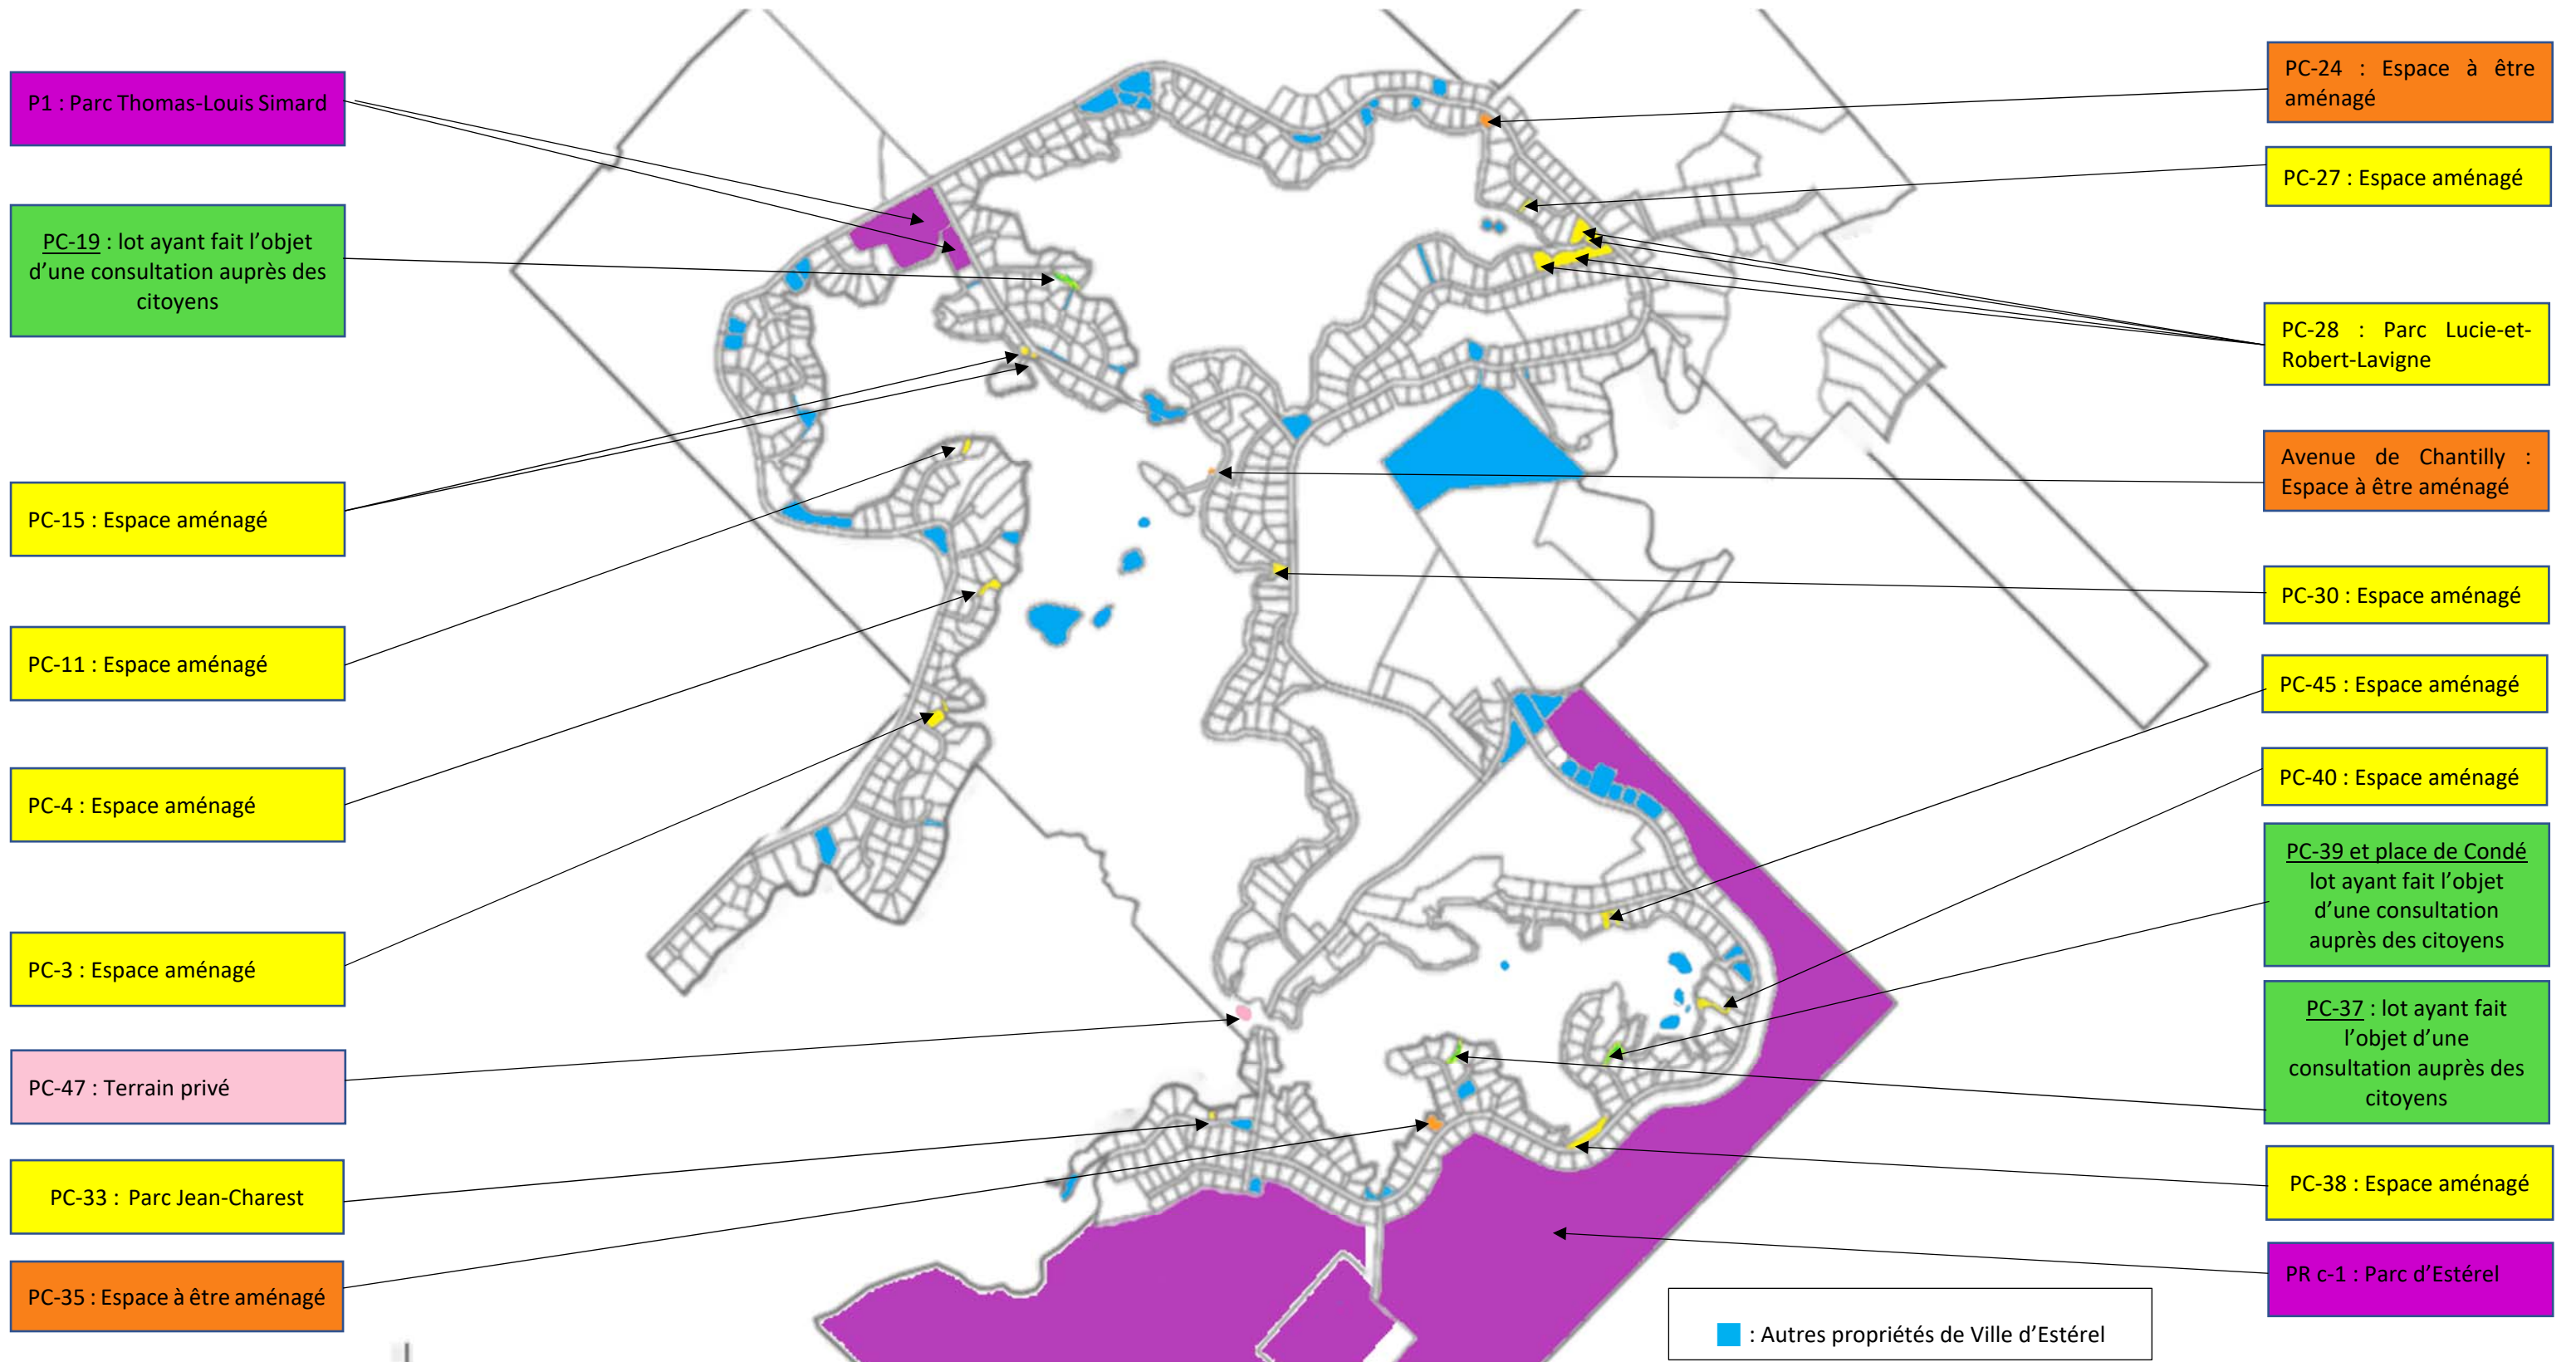 P1 : Parc Thomas-Louis Simard
PC-19 : lot ayant fait l’objet
d’une consultation auprès des
citoyens
PC-15 : Espace aménagé
PC-11 : Espace aménagé
PC-4 : Espace aménagé
PC-3 : Espace aménagé
PC-47 : Terrain privé
PC-33 : Parc Jean-Charest
PC-35 : Espace à être aménagé
PC-24 : Espace à être
aménagé
PC-27 : Espace aménagé
PC-28 : Parc Lucie-et-
Robert-Lavigne
Avenue de Chantilly :
Espace à être aménagé
PC-30 : Espace aménagé
PC-45 : Espace aménagé
PC-40 : Espace aménagé
PC-39 et place de Condé
lot ayant fait l’objet
d’une consultation
auprès des citoyens
PC-37 : lot ayant fait
l’objet d’une
consultation auprès des
citoyens
PC-38 : Espace aménagé
PR c-1 : Parc d’Estérel
: Autres propriétés de Ville d’Estérel